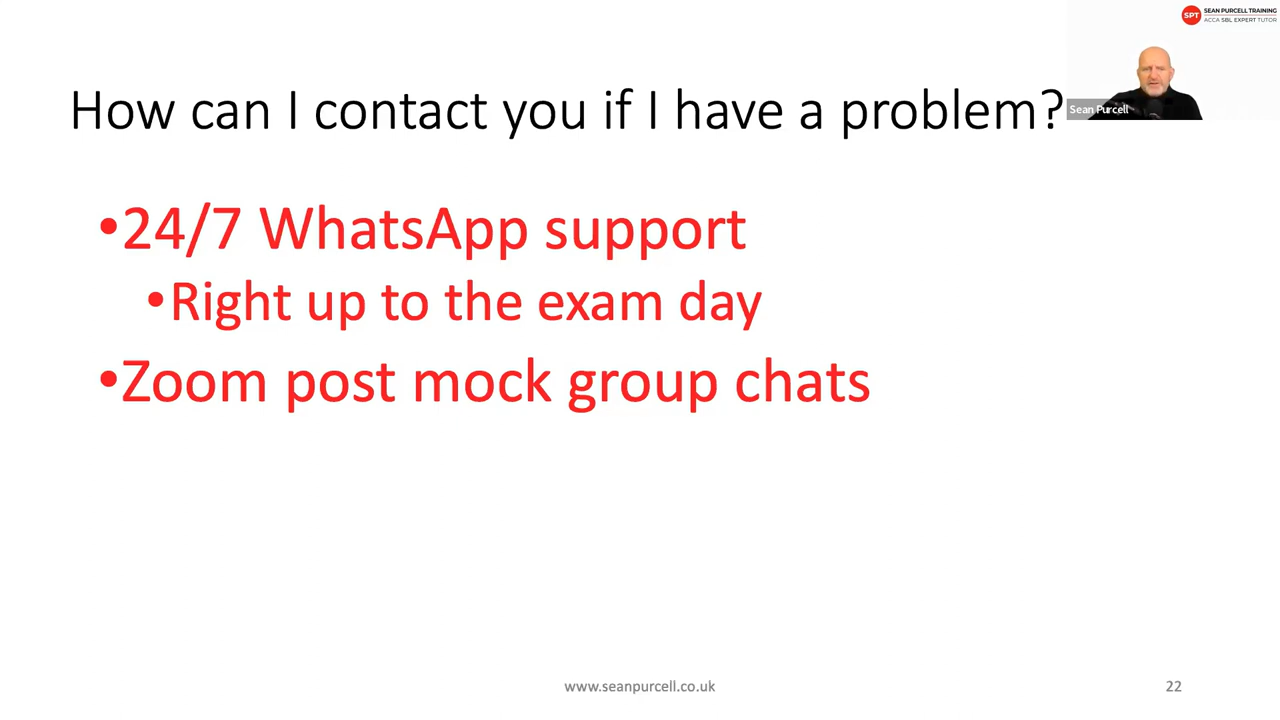 SPT
SEAN PURCELL TRAINING
ACCA SBL EXPERT TUTOR
How can I contact you if I have a problem?
Sean Purcell
•24/7 WhatsApp support
•Right up to the exam day
•Zoom post mock group chats
www.seanpurcell.co.uk
22